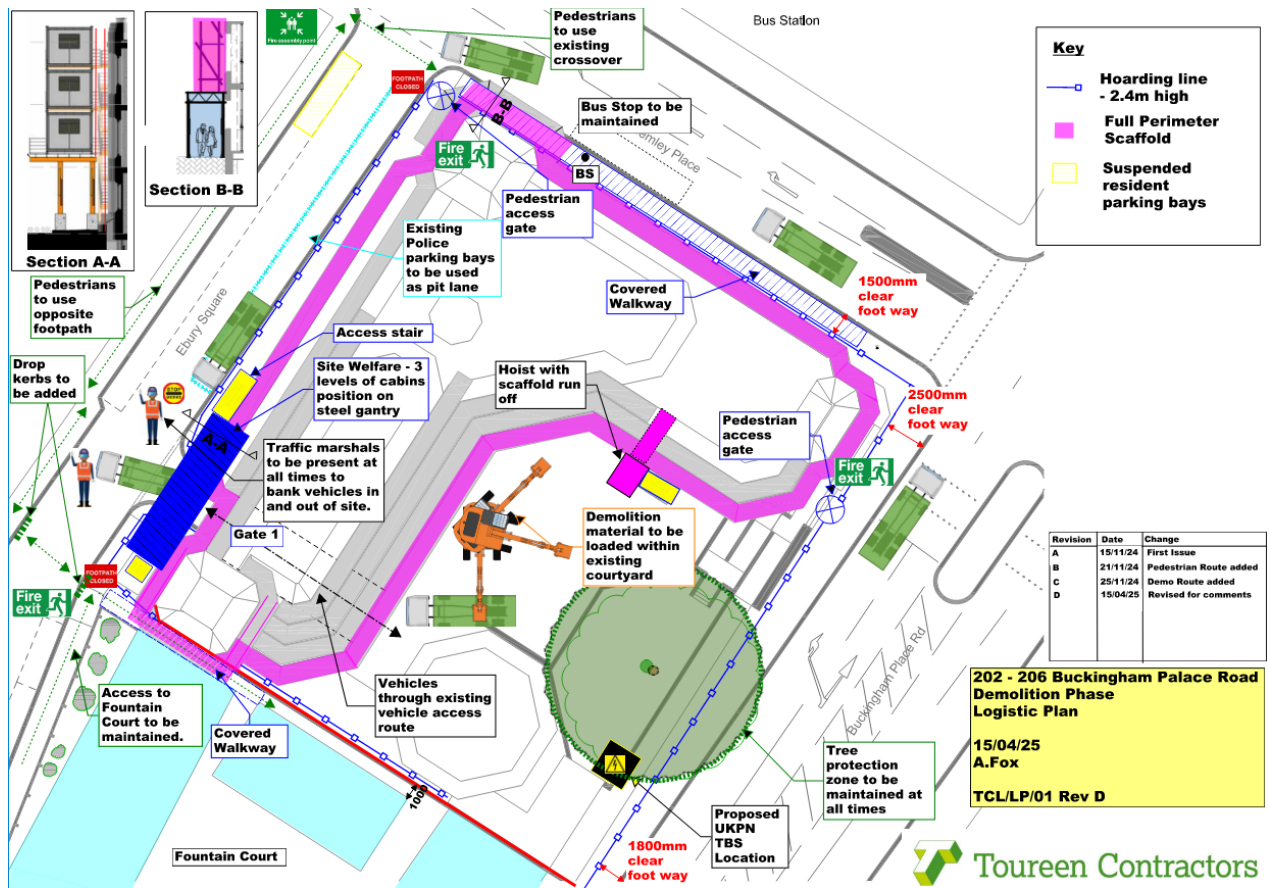 Section A-A
Section B-B
Fire assembly point
Pedestrians
to use
existing
crossover
Bus Station
Key
Hoarding line
- 2.4m high
Full Perimeter
Scaffold
Suspended
resident
parking bays
FOOTPATH
CLOSED
B-B
Bus Stop to be
maintained
Fire
exit
BS
Pedestrian
access
gate
Existing
Police
parking bays
to be used
as pit lane
Pedestrians
to use
opposite
footpath
Ebury Square
Covered
Walkway
1500mm
clear
foot way
Access stair
Drop
kerbs to
be added
STOP
Site Welfare - 3
levels of cabins
position on
steel gantry
Hoist with
scaffold run
off
2500mm
clear
foot way
Pedestrian
access
gate
A-A
Traffic marshals
to be present at
all times to
bank vehicles in
and out of site.
Fire
exit
Gate 1
Demolition
material to be
loaded within
existing
courtyard
Revision Date Change
A 15/11/24 First Issue
B 21/11/24 Pedestrian Route added
C 25/11/24 Demo Route added
D 15/04/25 Revised for comments
FOOTPATH
CLOSED
Fire
exit
Buckingham Place Rd
Access to
Fountain
Court to be
maintained.
Vehicles
through existing
vehicle access
route
Covered
Walkway
1000
Tree
protection
zone to be
maintained at
all times
Proposed
UKPN
TBS
Location
1800mm
clear
foot way
Fountain Court
202 - 206 Buckingham Palace Road
Demolition Phase
Logistic Plan
15/04/25
A.Fox
TCL/LP/01 Rev D
Toureen Contractors